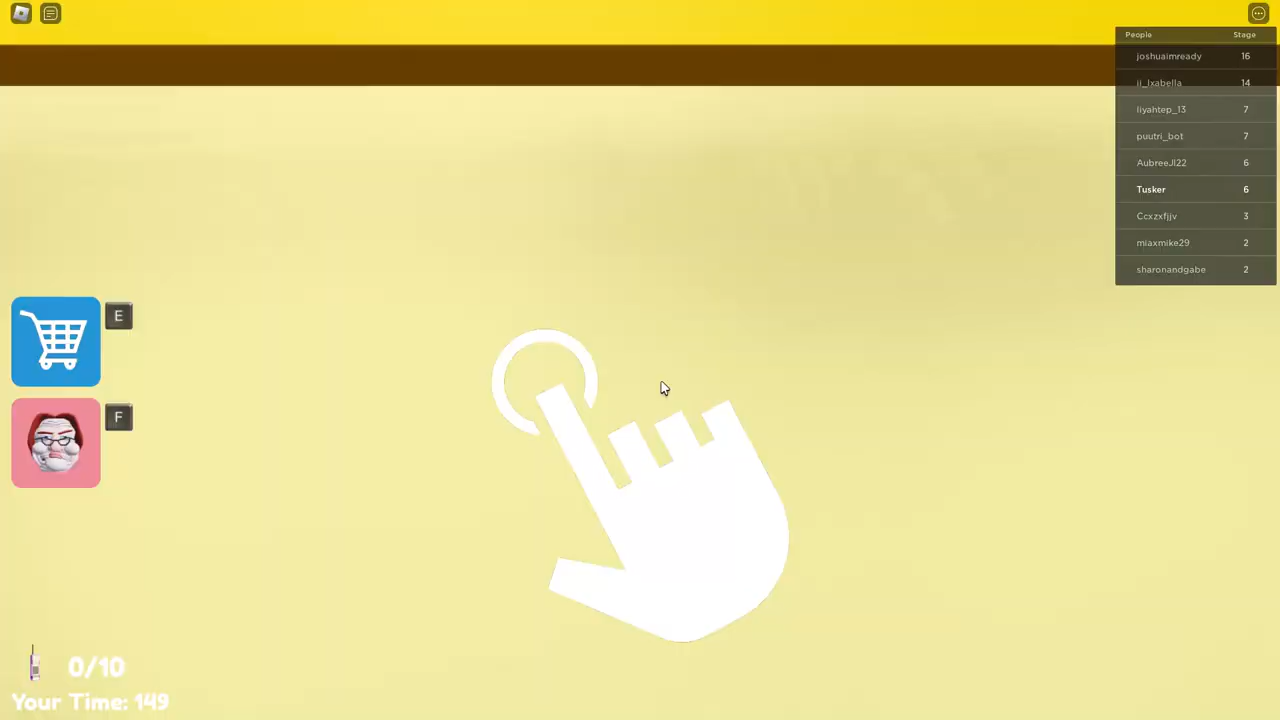 People Stage
joshuaimready 16
ii_lxabella 14
liyahtep_13 7
puutri_bot 7
AubreeJl22 6
Tusker 6
Ccxzxfjjv 3
miaxmike29 2
sharonandgabe 2
E
F
0/10
Your Time: 149